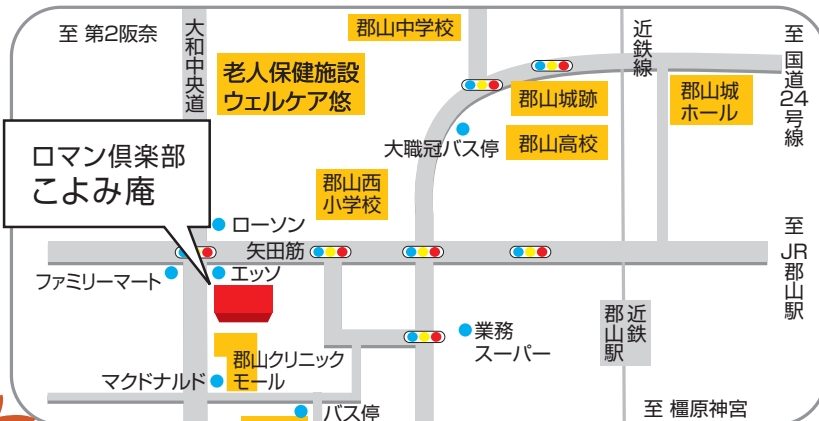 至 第2阪奈
大和中央道
郡山中学校
近鉄線
至 国道24号線
老人保健施設
ウェルケア悠
郡山城跡
郡山城
ホール
大職冠バス停
郡山高校
ロマン倶楽部
こよみ庵
郡山西
小学校
ローソン
矢田筋
至 JR郡山駅
ファミリーマート
エッソ
近鉄
郡山駅
業務
スーパー
郡山クリニック
モール
マクドナルド
バス停
至 橿原神宮